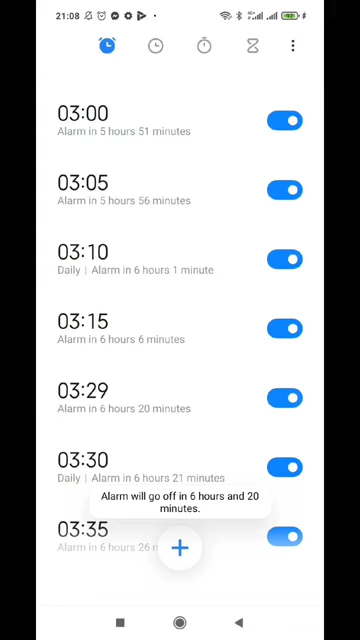 21:08
03:00
Alarm in 5 hours 51 minutes
03:05
Alarm in 5 hours 56 minutes
03:10
Daily | Alarm in 6 hours 1 minute
03:15
Alarm in 6 hours 6 minutes
03:29
Alarm in 6 hours 20 minutes
03:30
Daily | Alarm in 6 hours 21 minutes
Alarm will go off in 6 hours and 20
minutes.
03:35
Alarm in 6 hours 26